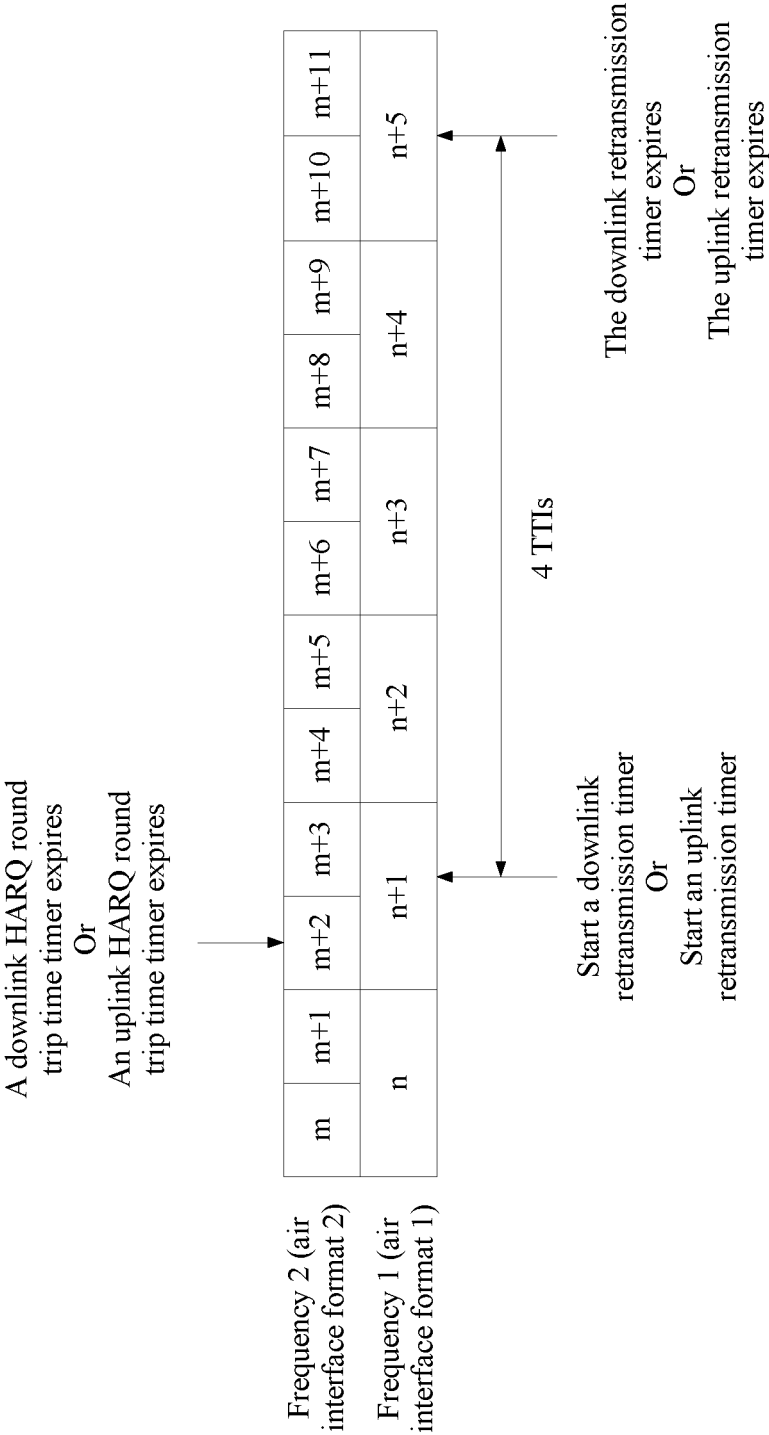 A downlink HARQ round
trip time timer expires
Or
An uplink HARQ round
trip time timer expires
Frequency 2 (air
interface format 2)
m
m+1
m+2
m+3
m+4
m+5
m+6
m+7
m+8
m+9
m+10
m+11
Frequency 1 (air
interface format 1)
n
n+1
n+2
n+3
n+4
n+5
4 TTIs
Start a downlink
retransmission timer
Or
Start an uplink
retransmission timer
The downlink retransmission
timer expires
Or
The uplink retransmission
timer expires